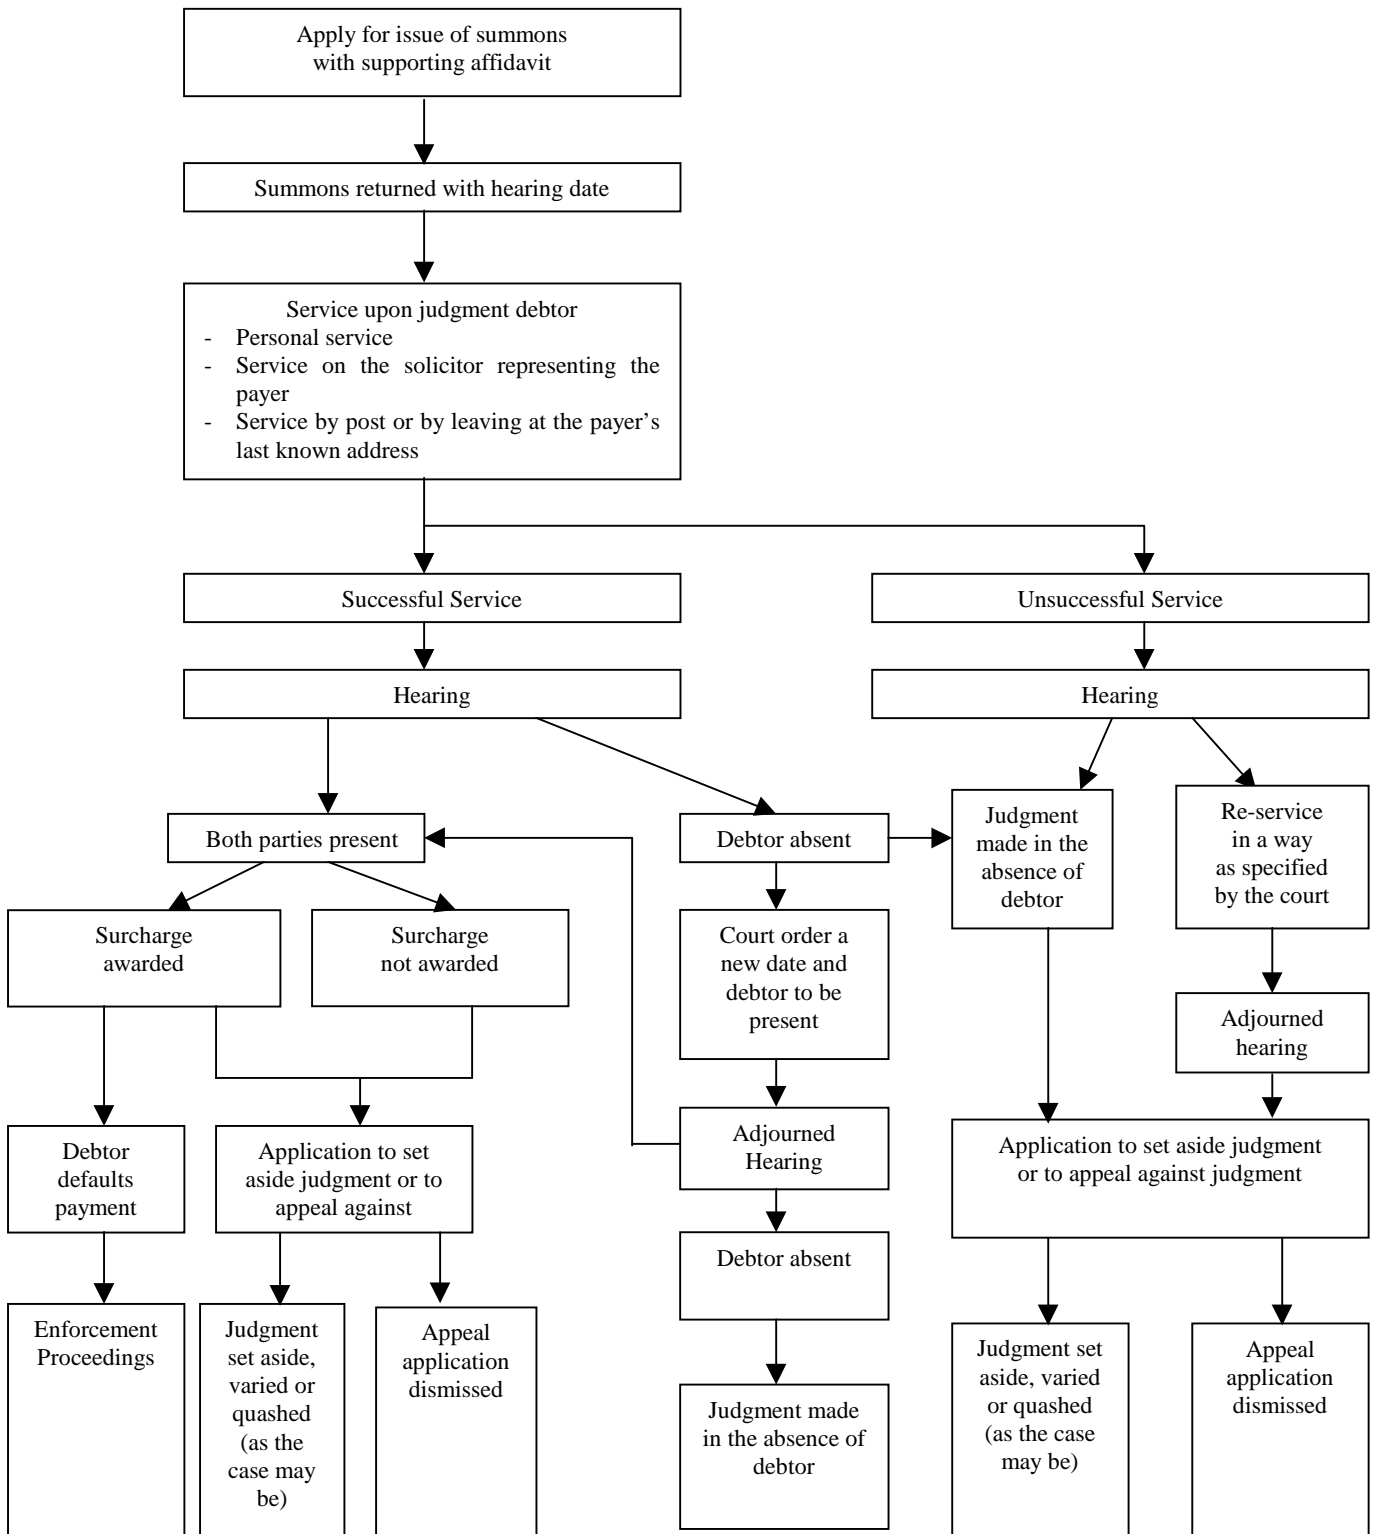 Apply for issue of summons
with supporting affidavit
Summons returned with hearing date
Service upon judgment debtor
- Personal service
- Service on the solicitor representing the
payer
- Service by post or by leaving at the payer's
last known address
Successful Service
Unsuccessful Service
Hearing
Hearing
Both parties present
Debtor absent
Judgment
made in the
absence of
debtor
Re-service
in a way
as specified
by the court
Surcharge
awarded
Surcharge
not awarded
Court order a
new date and
debtor to be
present
Adjourned
hearing
Debtor
defaults
payment
Application to set
aside judgment or to
appeal against
Adjourned
Hearing
Application to set aside judgment
or to appeal against judgment
Debtor absent
Enforcement
Proceedings
Judgment
set aside,
varied or
quashed
(as the
case may
be)
Appeal
application
dismissed
Judgment made
in the absence of
debtor
Judgment set
aside, varied
or quashed
(as the case
may be)
Appeal
application
dismissed